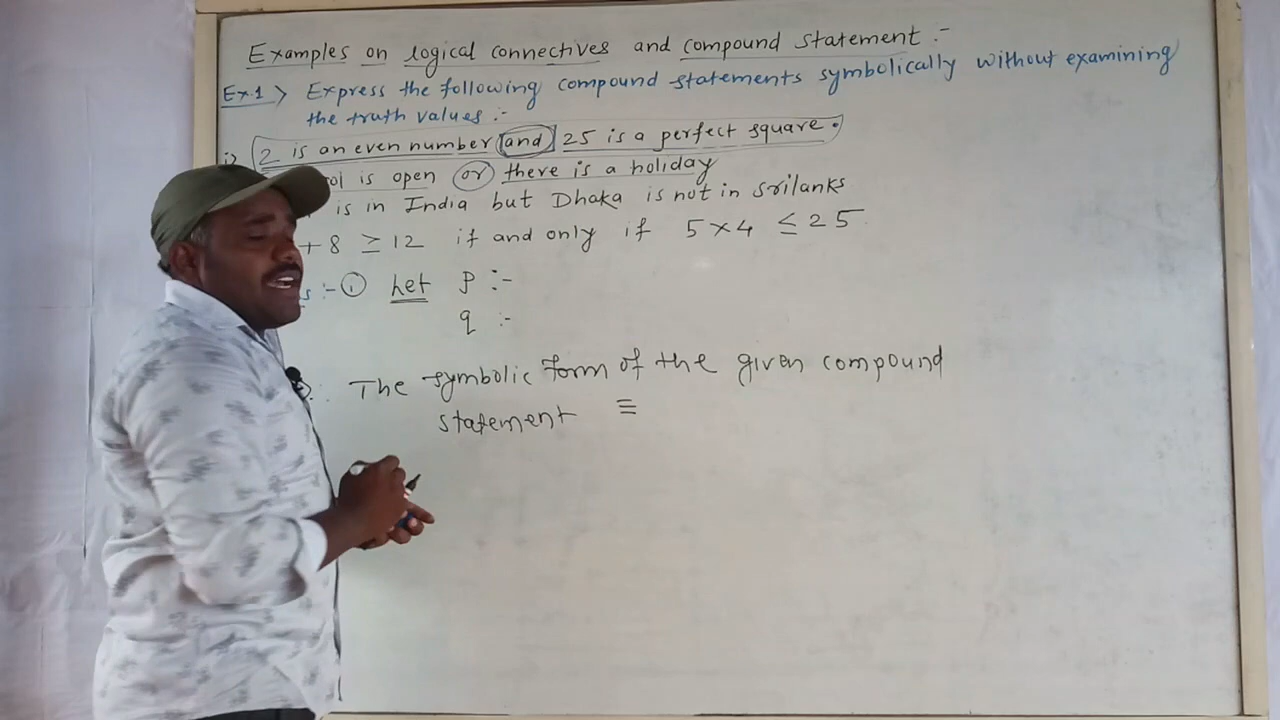 Examples on logical connectives and compound statement :-
Ex.1> Express the following compound statements symbolically without examining
the truth values :-
i> 2 is an even number and 25 is a perfect square.
is open or there is a holiday
is in India but Dhaka is not in srilanks
+ 8 ≥ 12 if and only if 5 × 4 ≤ 25
:- ① Let p :-
q :-
The symbolic form of the given compound
statement ≡